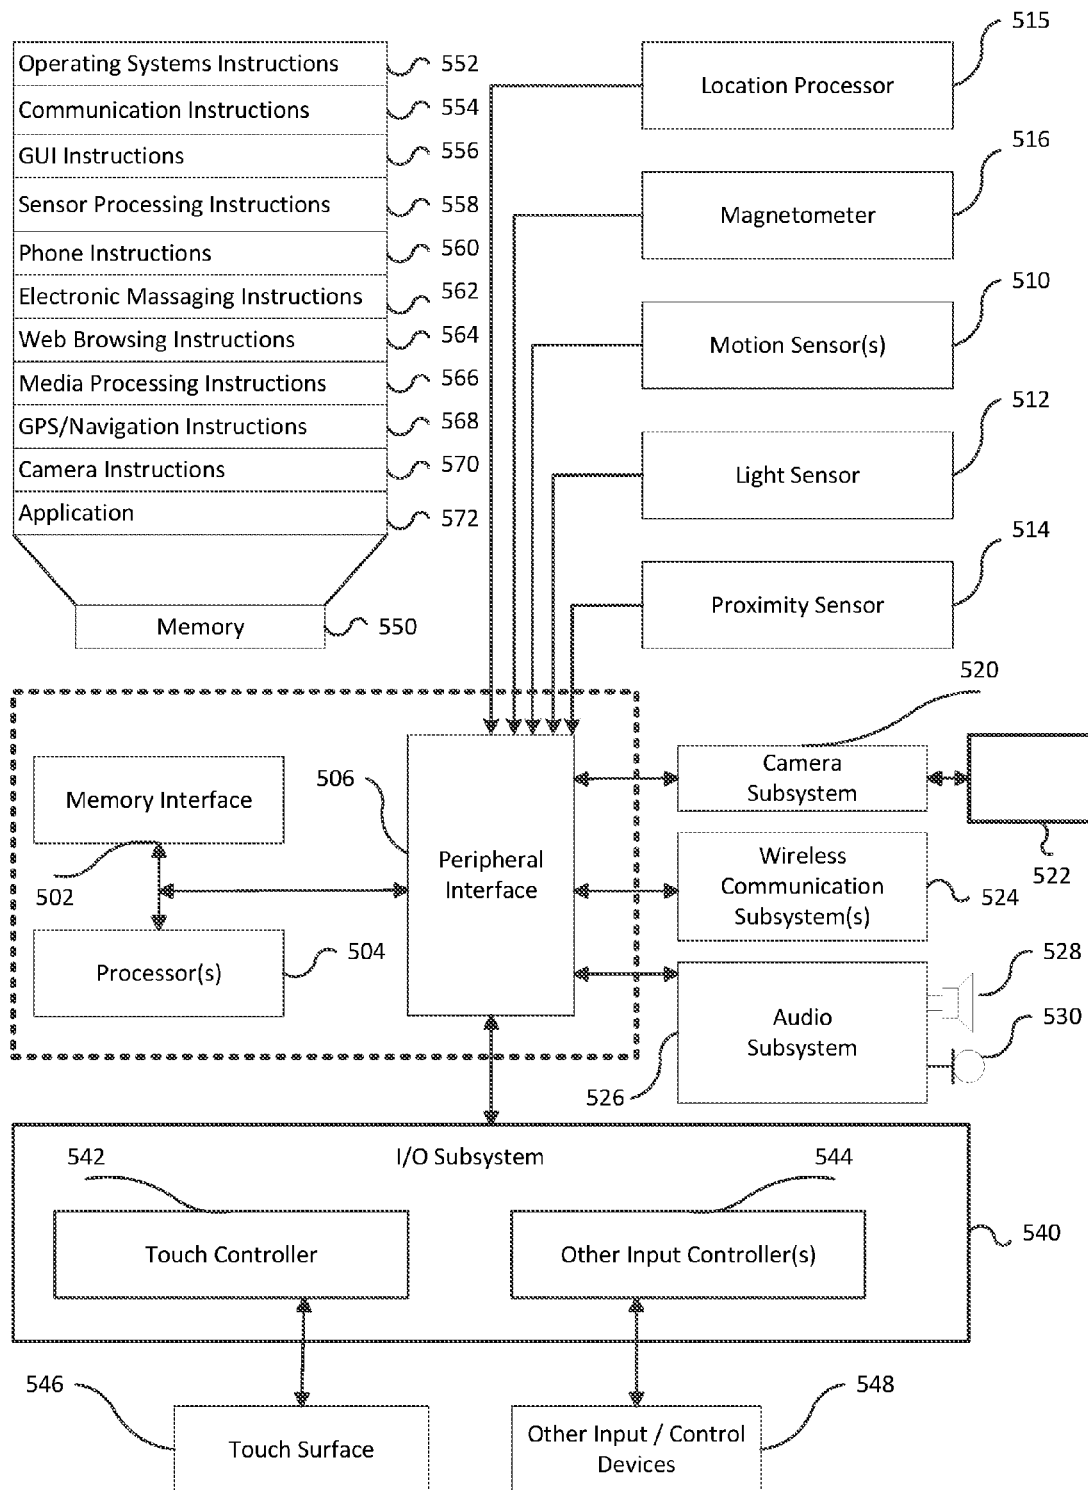 Operating Systems Instructions 552
Communication Instructions 554
GUI Instructions 556
Sensor Processing Instructions 558
Phone Instructions 560
Electronic Massaging Instructions 562
Web Browsing Instructions 564
Media Processing Instructions 566
GPS/Navigation Instructions 568
Camera Instructions 570
Application 572
Memory 550
515
Location Processor
516
Magnetometer
510
Motion Sensor(s)
512
Light Sensor
514
Proximity Sensor
520
Camera
Subsystem
522
Memory Interface
502
Processor(s)
504
506
Peripheral
Interface
Wireless
Communication
Subsystem(s)
524
Audio
Subsystem
526
528
530
I/O Subsystem
540
542
Touch Controller
544
Other Input Controller(s)
546
Touch Surface
548
Other Input / Control
Devices